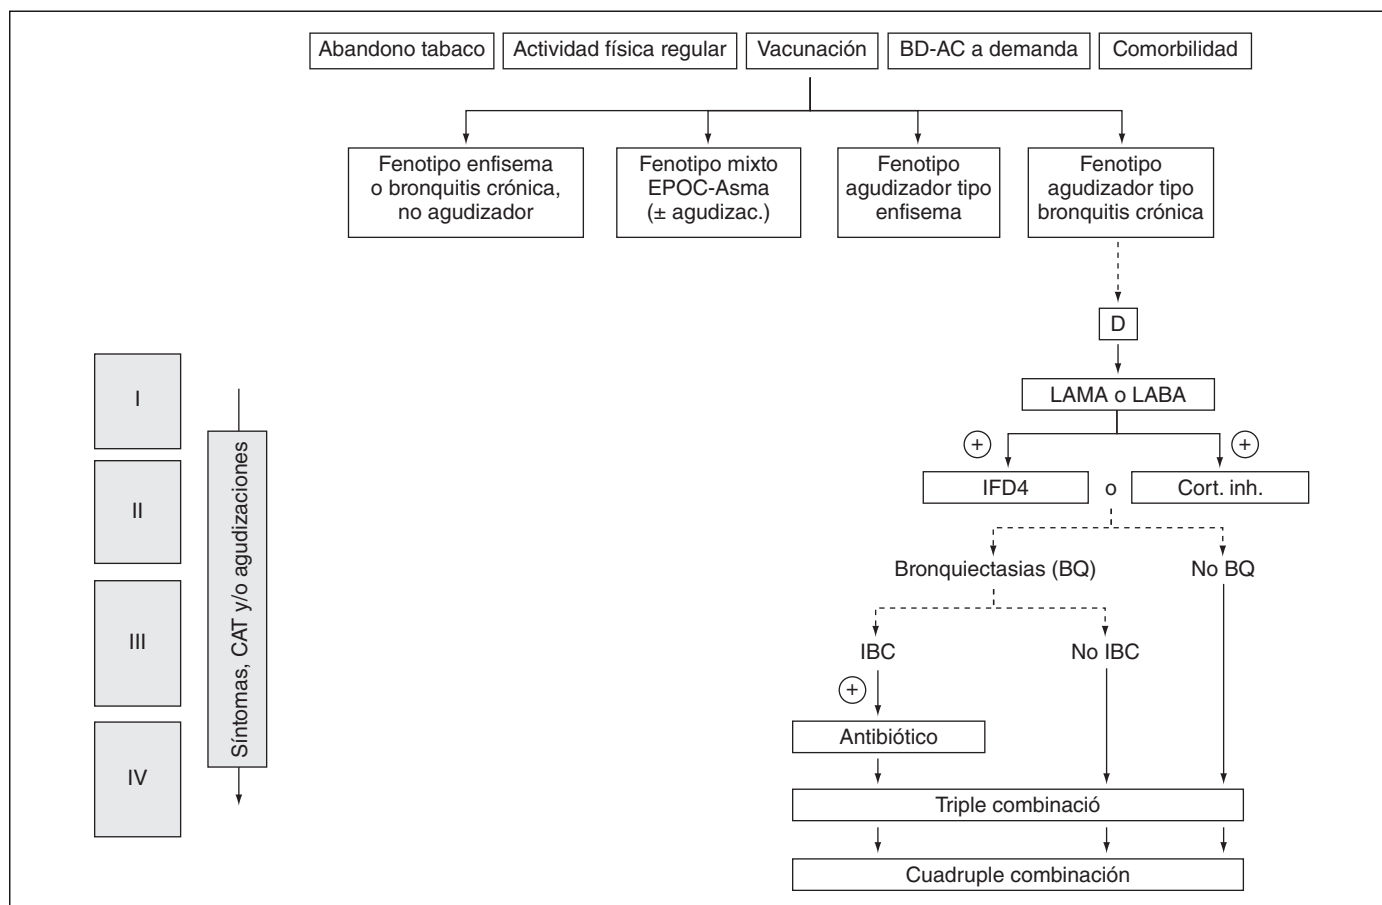 Abandono tabaco
Actividad física regular
Vacunación
BD-AC a demanda
Comorbilidad
Fenotipo enfisema
o bronquitis crónica,
no agudizador
Fenotipo mixto
EPOC-Asma
(± agudizac.)
Fenotipo
agudizador tipo
enfisema
Fenotipo
agudizador tipo
bronquitis crónica
D
I
II
III
IV
Síntomas, CAT y/o agudizaciones
LAMA o LABA
+
+
IFD4
o
Cort. inh.
Bronquiectasias (BQ)
No BQ
IBC
No IBC
+
Antibiótico
Triple combinació
Cuadruple combinación